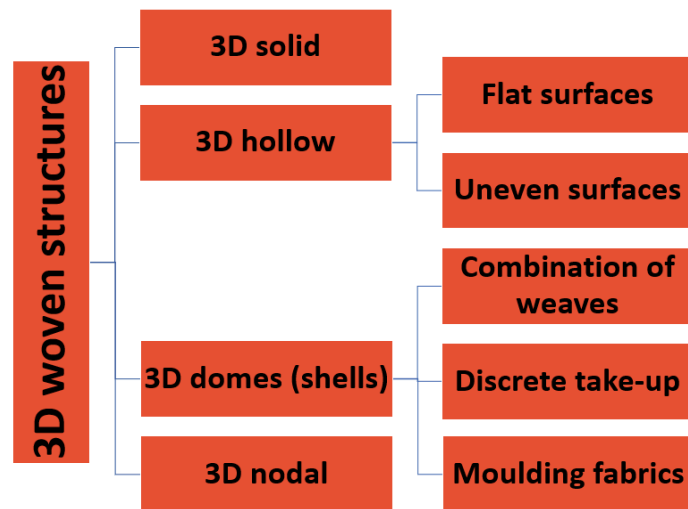 3D woven structures
3D solid
3D hollow
Flat surfaces
Uneven surfaces
3D domes (shells)
Combination of
weaves
Discrete take-up
Moulding fabrics
3D nodal